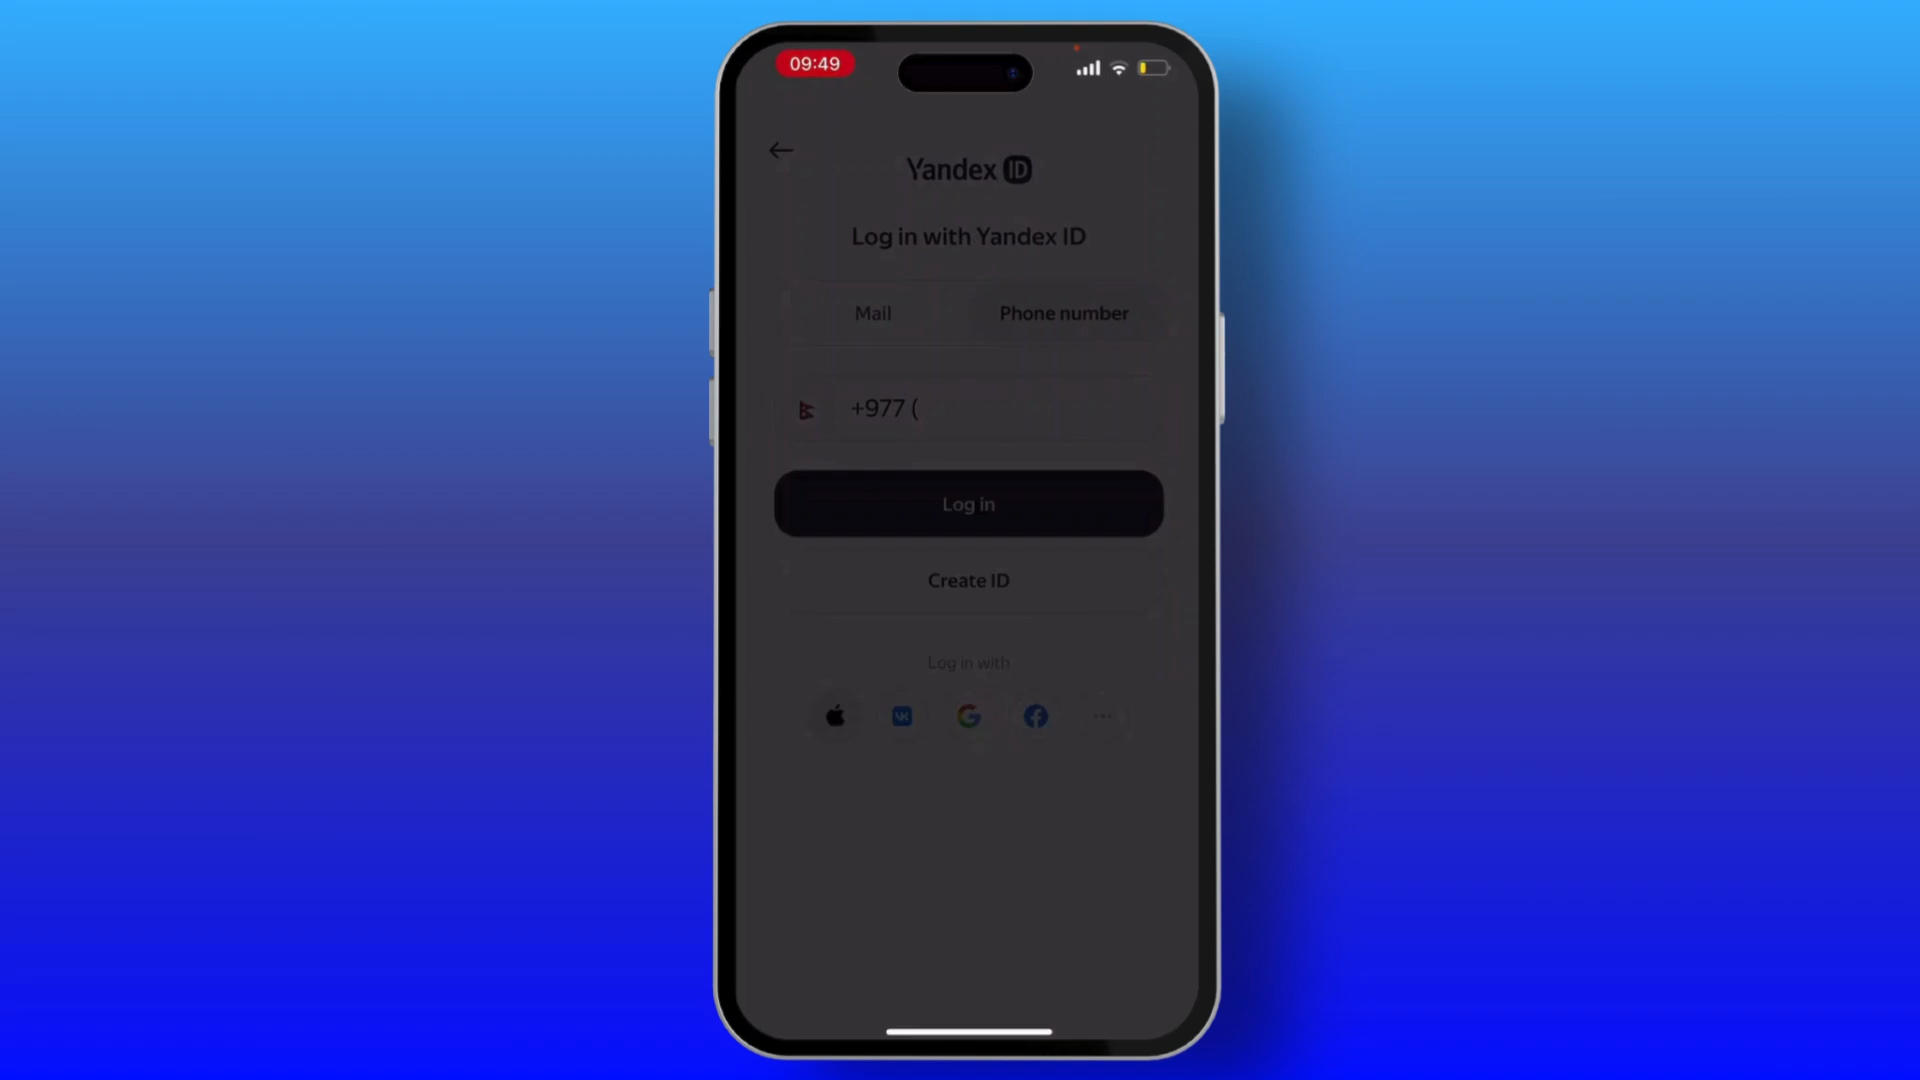 09:49
Yandex ID
Log in with Yandex ID
Mail
Phone number
+977 (
Log in
Create ID
Log in with